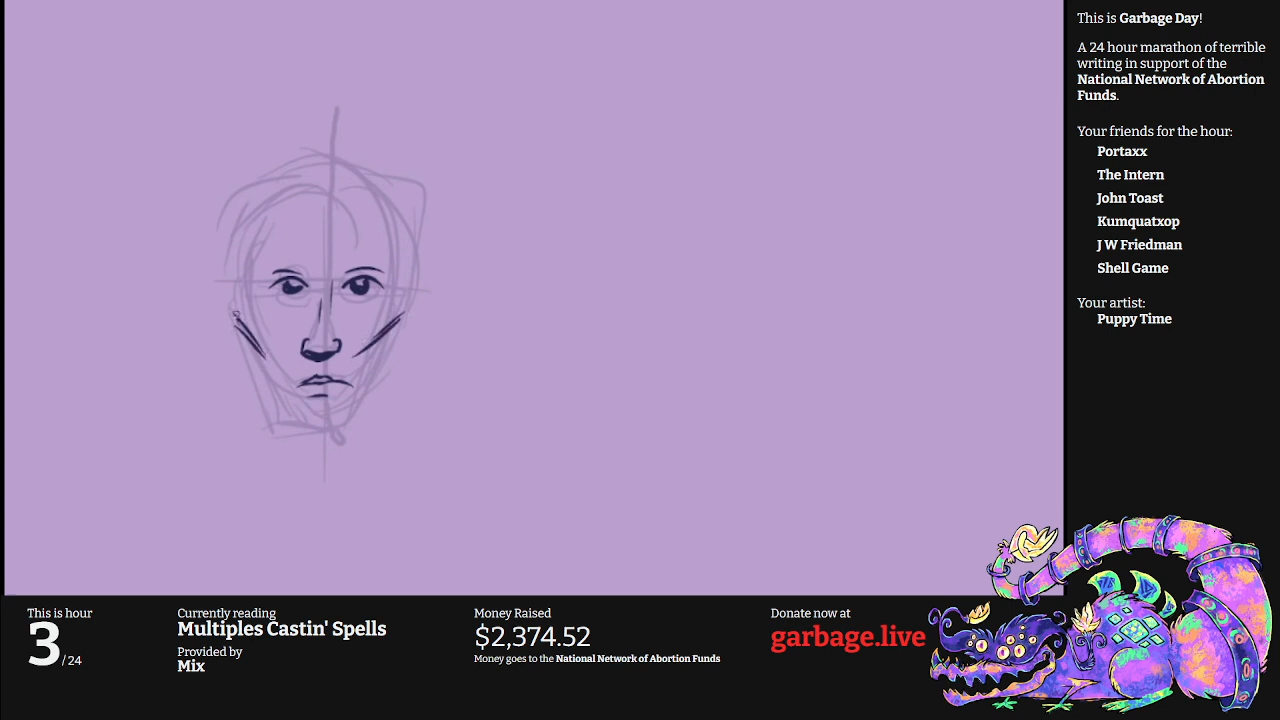 This is Garbage Day!
A 24 hour marathon of terrible
writing in support of the
National Network of Abortion
Funds.
Your friends for the hour:
Portaxx
The Intern
John Toast
Kumquatxop
J W Friedman
Shell Game
Your artist:
Puppy Time
This is hour
3/24
Currently reading
Multiples Castin' Spells
Provided by
Mix
Money Raised
$2,374.52
Money goes to the National Network of Abortion Funds
Donate now at
garbage.live